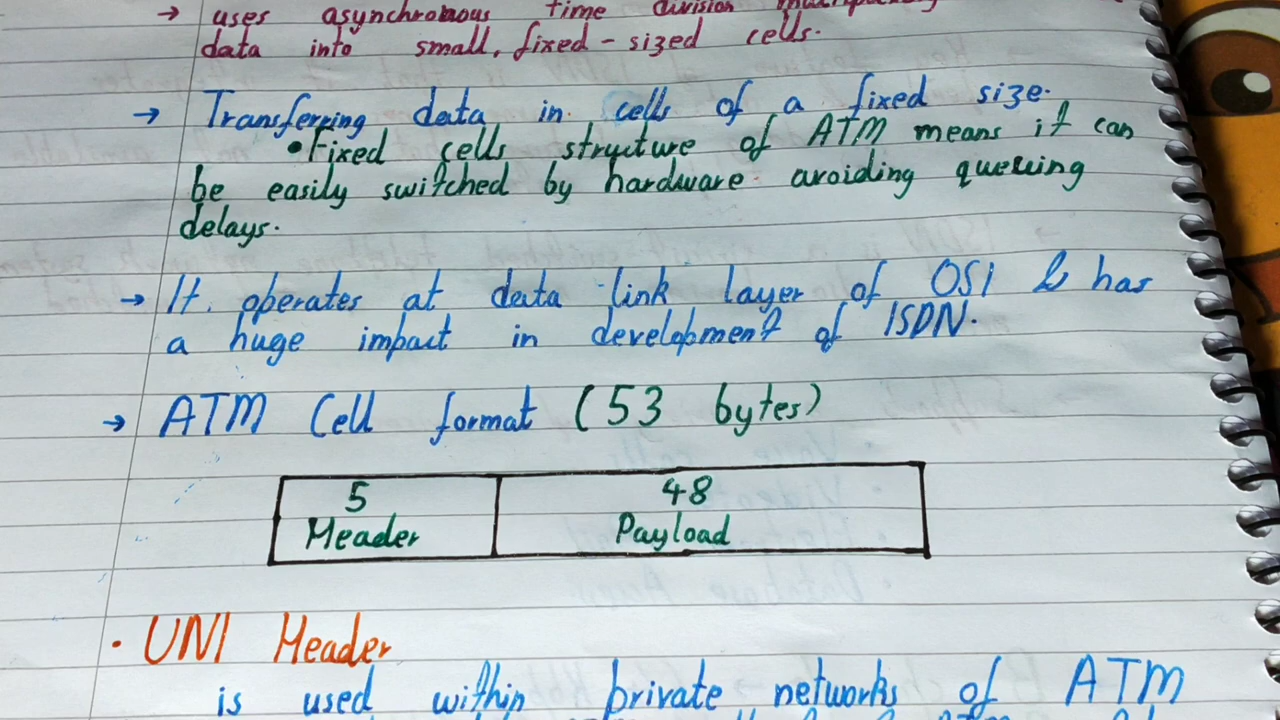 → uses asynchronous time division
data into small, fixed-sized cells.
→ Transferring data in cells of a fixed size.
• Fixed cells structure of ATM means it can
be easily switched by hardware avoiding queuing
delays.
→ It operates at data link layer of OSI & has
a huge impact in development of ISDN.
→ ATM Cell format (53 bytes)
5 48
Header Payload
• UNI Header
is used within private networks of ATM